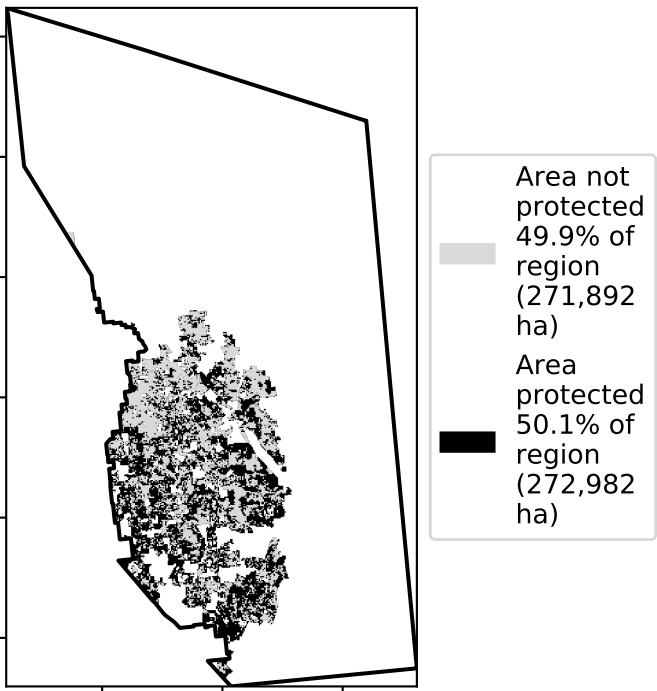 Area not
protected
49.9% of
region
(271,892
ha)
Area
protected
50.1% of
region
(272,982
ha)